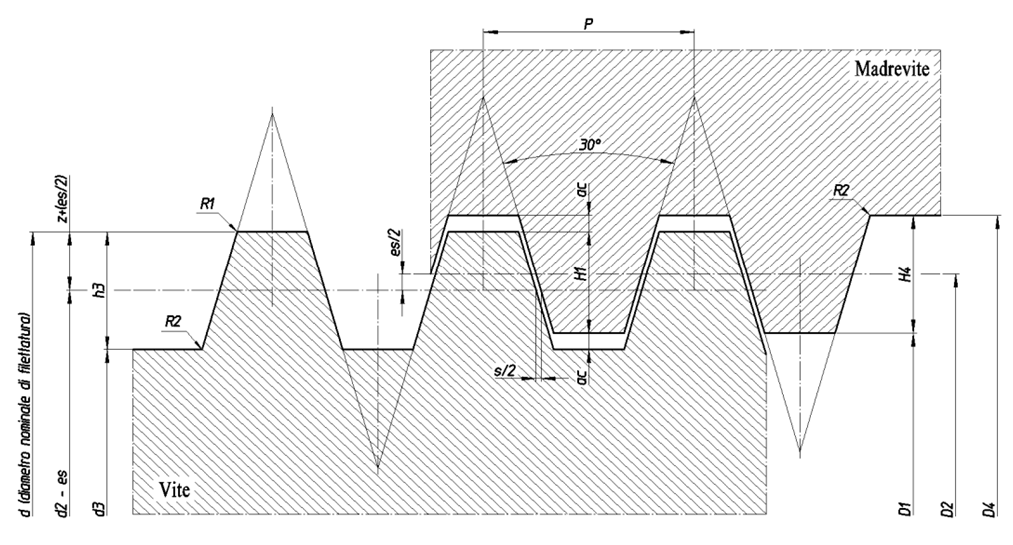 P
Madrevite
30°
ac
R2
R1
z+(es/2)
es/2
h3
H1
H4
R2
s/2
ac
d (diametro nominale di filettatura)
d2 - es
d3
Vite
D1
D2
D4